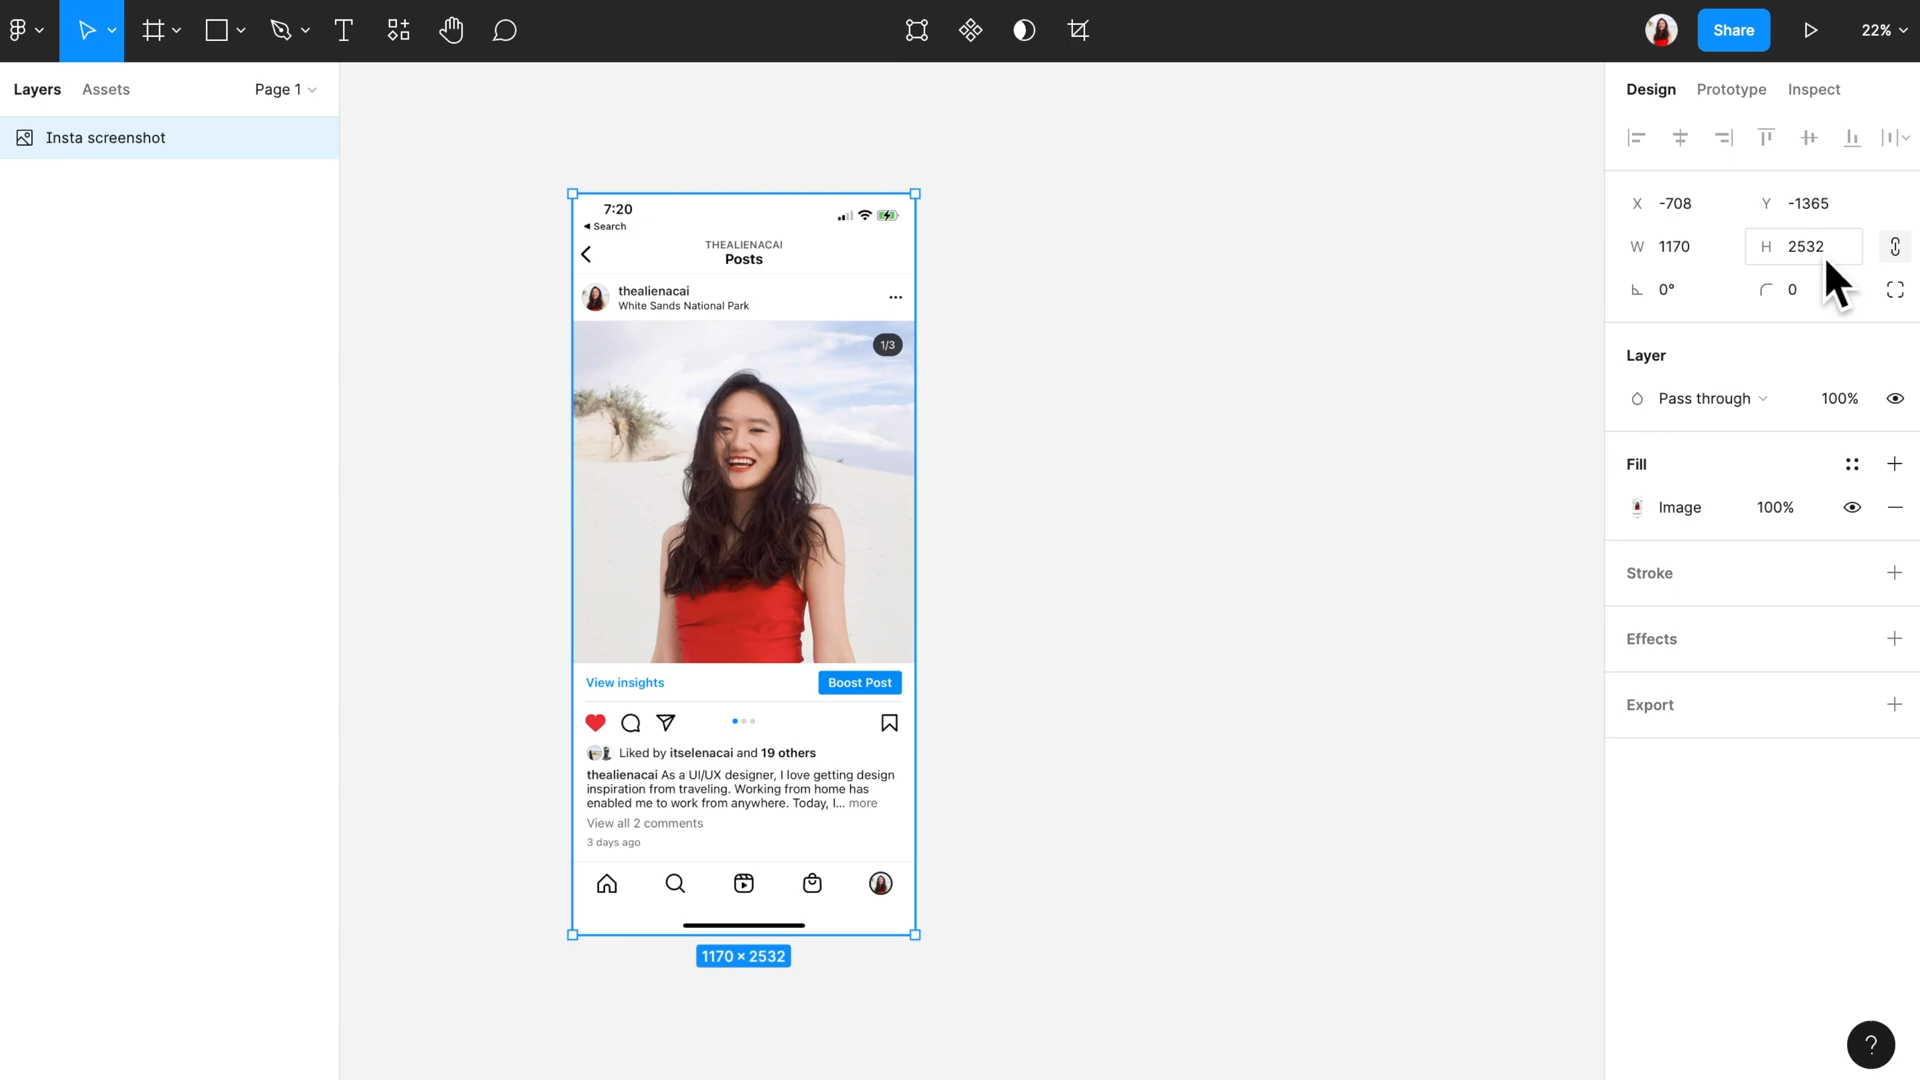 Share
22%
Layers
Assets
Page 1
Design
Prototype
Inspect
Insta screenshot
X -708
Y -1365
W 1170
H 2532
0°
0
Layer
Pass through
100%
Fill
Image
100%
Stroke
Effects
Export
7:20
Search
THEALIENACAI
Posts
thealienacai
White Sands National Park
1/3
View insights
Boost Post
Liked by itselenacai and 19 others
thealienacai As a UI/UX designer, I love getting design
inspiration from traveling. Working from home has
enabled me to work from anywhere. Today, I... more
View all 2 comments
3 days ago
1170 × 2532
?